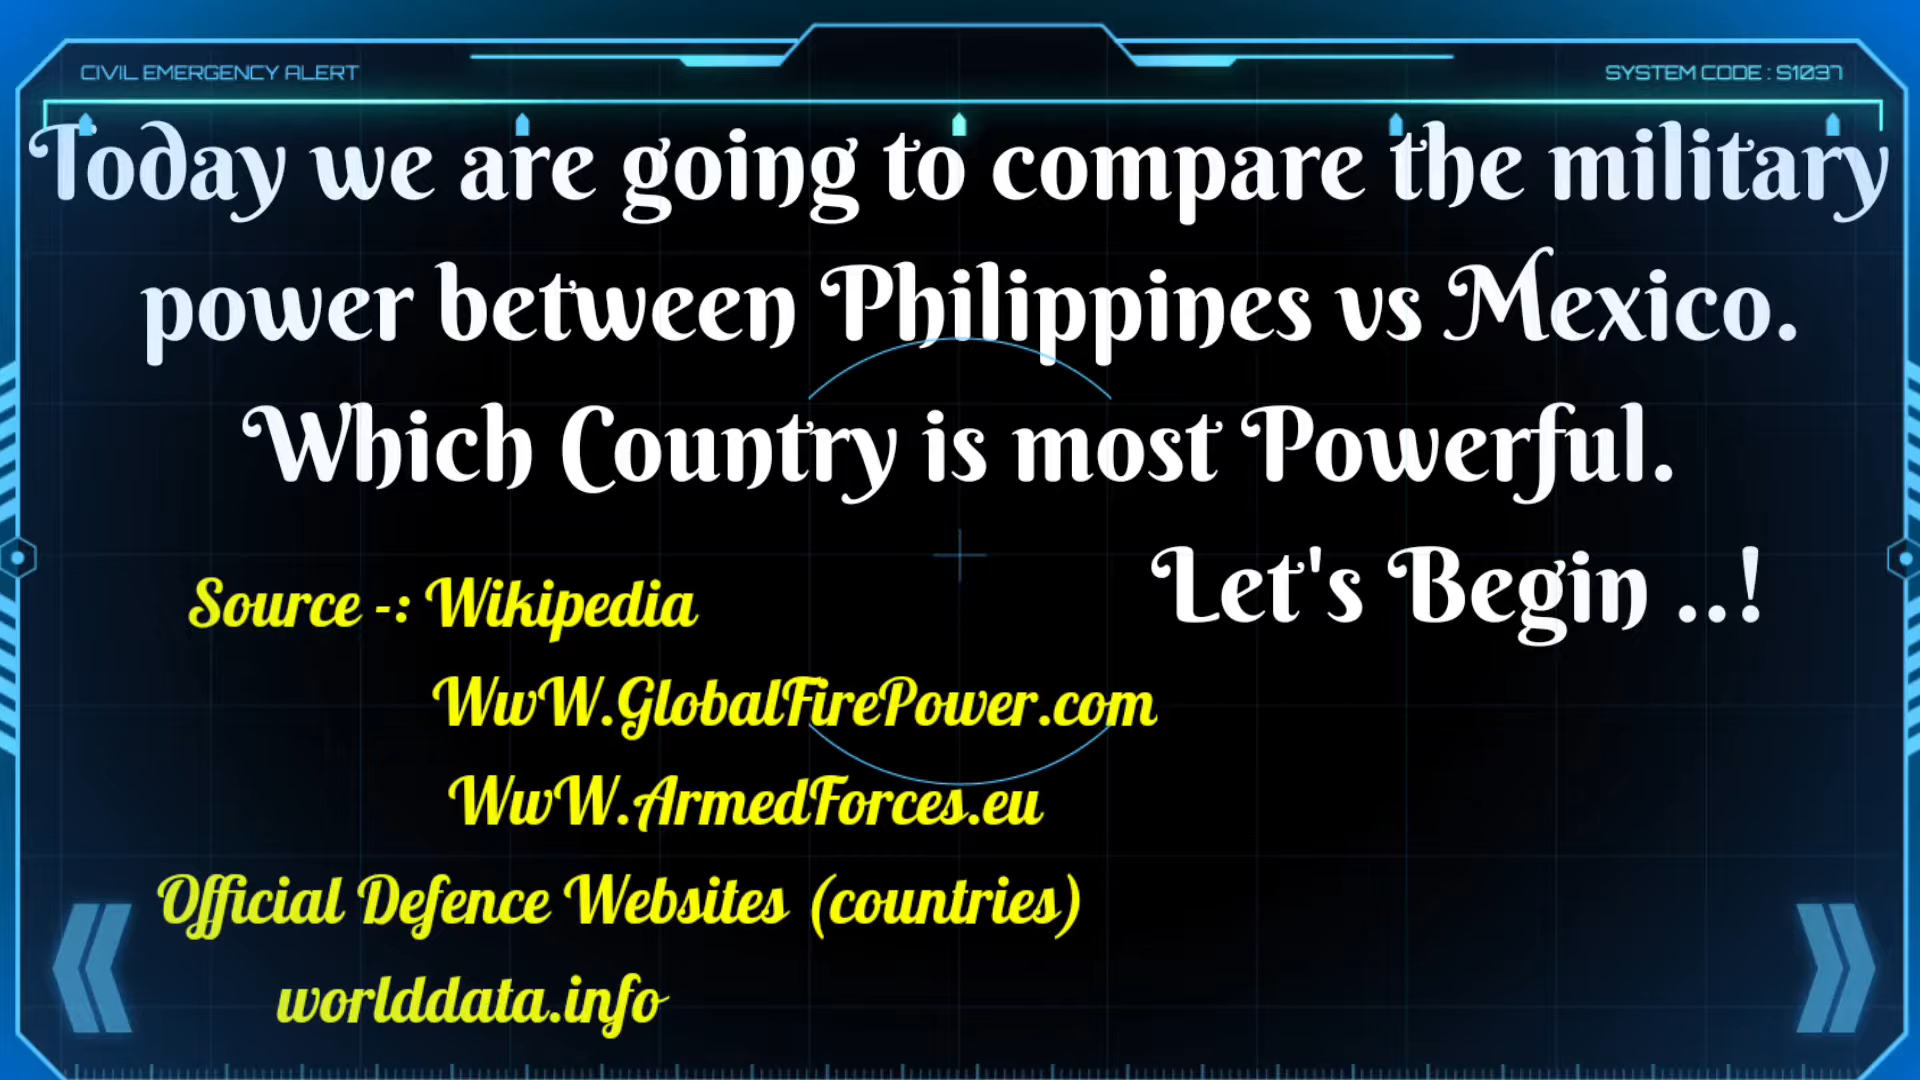 CIVIL EMERGENCY ALERT
SYSTEM CODE : S1037
Today we are going to compare the military
power between Philippines vs Mexico.
Which Country is most Powerful.
Let's Begin ..!
Source -: Wikipedia
WwW.GlobalFirePower.com
WwW.ArmedForces.eu
Official Defence Websites (countries)
worlddata.info